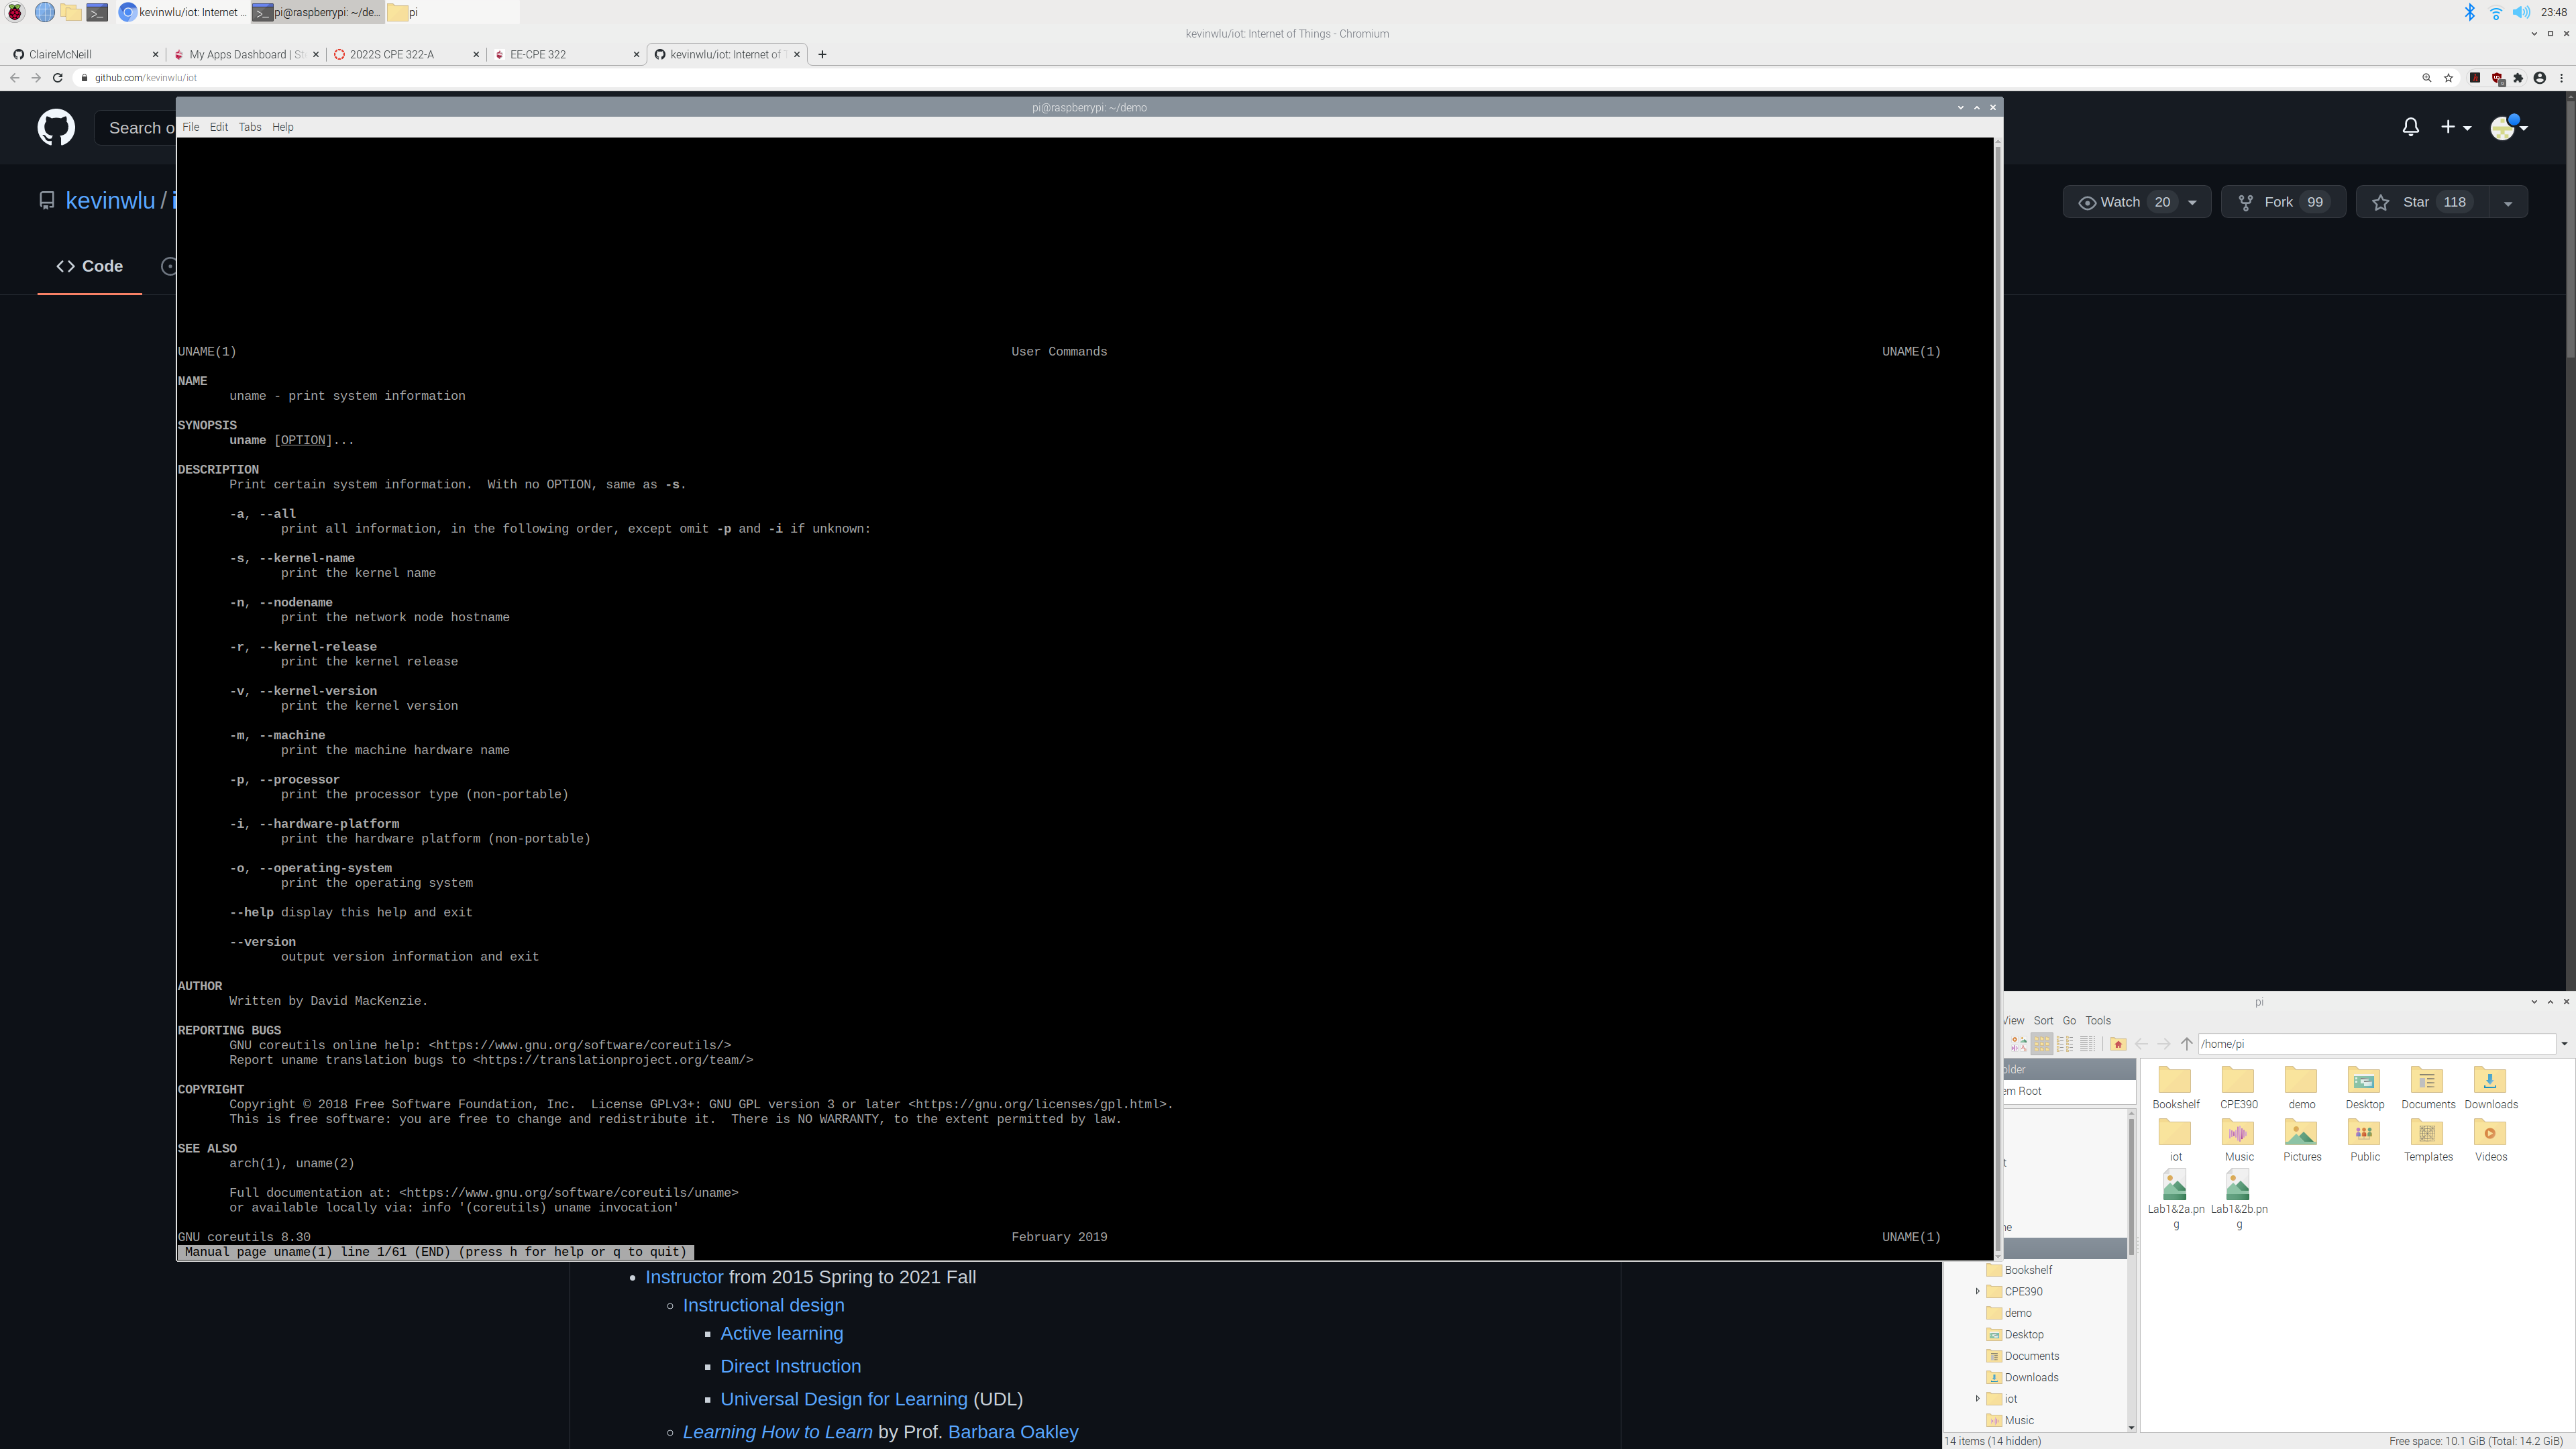 kevinwlu/iot: Internet ...
pi@raspberrypi: ~/de...
pi
23:48
kevinwlu/iot: Internet of Things - Chromium
ClaireMcNeill
My Apps Dashboard | St
2022S CPE 322-A
EE-CPE 322
kevinwlu/iot: Internet of T
github.com/kevinwlu/iot
pi@raspberrypi: ~/demo
File Edit Tabs Help
Search o
kevinwlu / i
Watch 20
Fork 99
Star 118
Code
UNAME(1) User Commands UNAME(1)
NAME
uname - print system information
SYNOPSIS
uname [OPTION]...
DESCRIPTION
Print certain system information. With no OPTION, same as -s.
-a, --all
print all information, in the following order, except omit -p and -i if unknown:
-s, --kernel-name
print the kernel name
-n, --nodename
print the network node hostname
-r, --kernel-release
print the kernel release
-v, --kernel-version
print the kernel version
-m, --machine
print the machine hardware name
-p, --processor
print the processor type (non-portable)
-i, --hardware-platform
print the hardware platform (non-portable)
-o, --operating-system
print the operating system
--help display this help and exit
--version
output version information and exit
AUTHOR
Written by David MacKenzie.
REPORTING BUGS
GNU coreutils online help: <https://www.gnu.org/software/coreutils/>
Report uname translation bugs to <https://translationproject.org/team/>
COPYRIGHT
Copyright © 2018 Free Software Foundation, Inc. License GPLv3+: GNU GPL version 3 or later <https://gnu.org/licenses/gpl.html>.
This is free software: you are free to change and redistribute it. There is NO WARRANTY, to the extent permitted by law.
SEE ALSO
arch(1), uname(2)
Full documentation at: <https://www.gnu.org/software/coreutils/uname>
or available locally via: info '(coreutils) uname invocation'
GNU coreutils 8.30 February 2019 UNAME(1)
Manual page uname(1) line 1/61 (END) (press h for help or q to quit)
Instructor from 2015 Spring to 2021 Fall
Instructional design
Active learning
Direct Instruction
Universal Design for Learning (UDL)
Learning How to Learn by Prof. Barbara Oakley
pi
View Sort Go Tools
/home/pi
older
em Root
t
ne
Bookshelf
CPE390
demo
Desktop
Documents
Downloads
iot
Music
Bookshelf CPE390 demo Desktop Documents Downloads
iot Music Pictures Public Templates Videos
Lab1&2a.pn Lab1&2b.pn
g g
14 items (14 hidden)
Free space: 10.1 GiB (Total: 14.2 GiB)